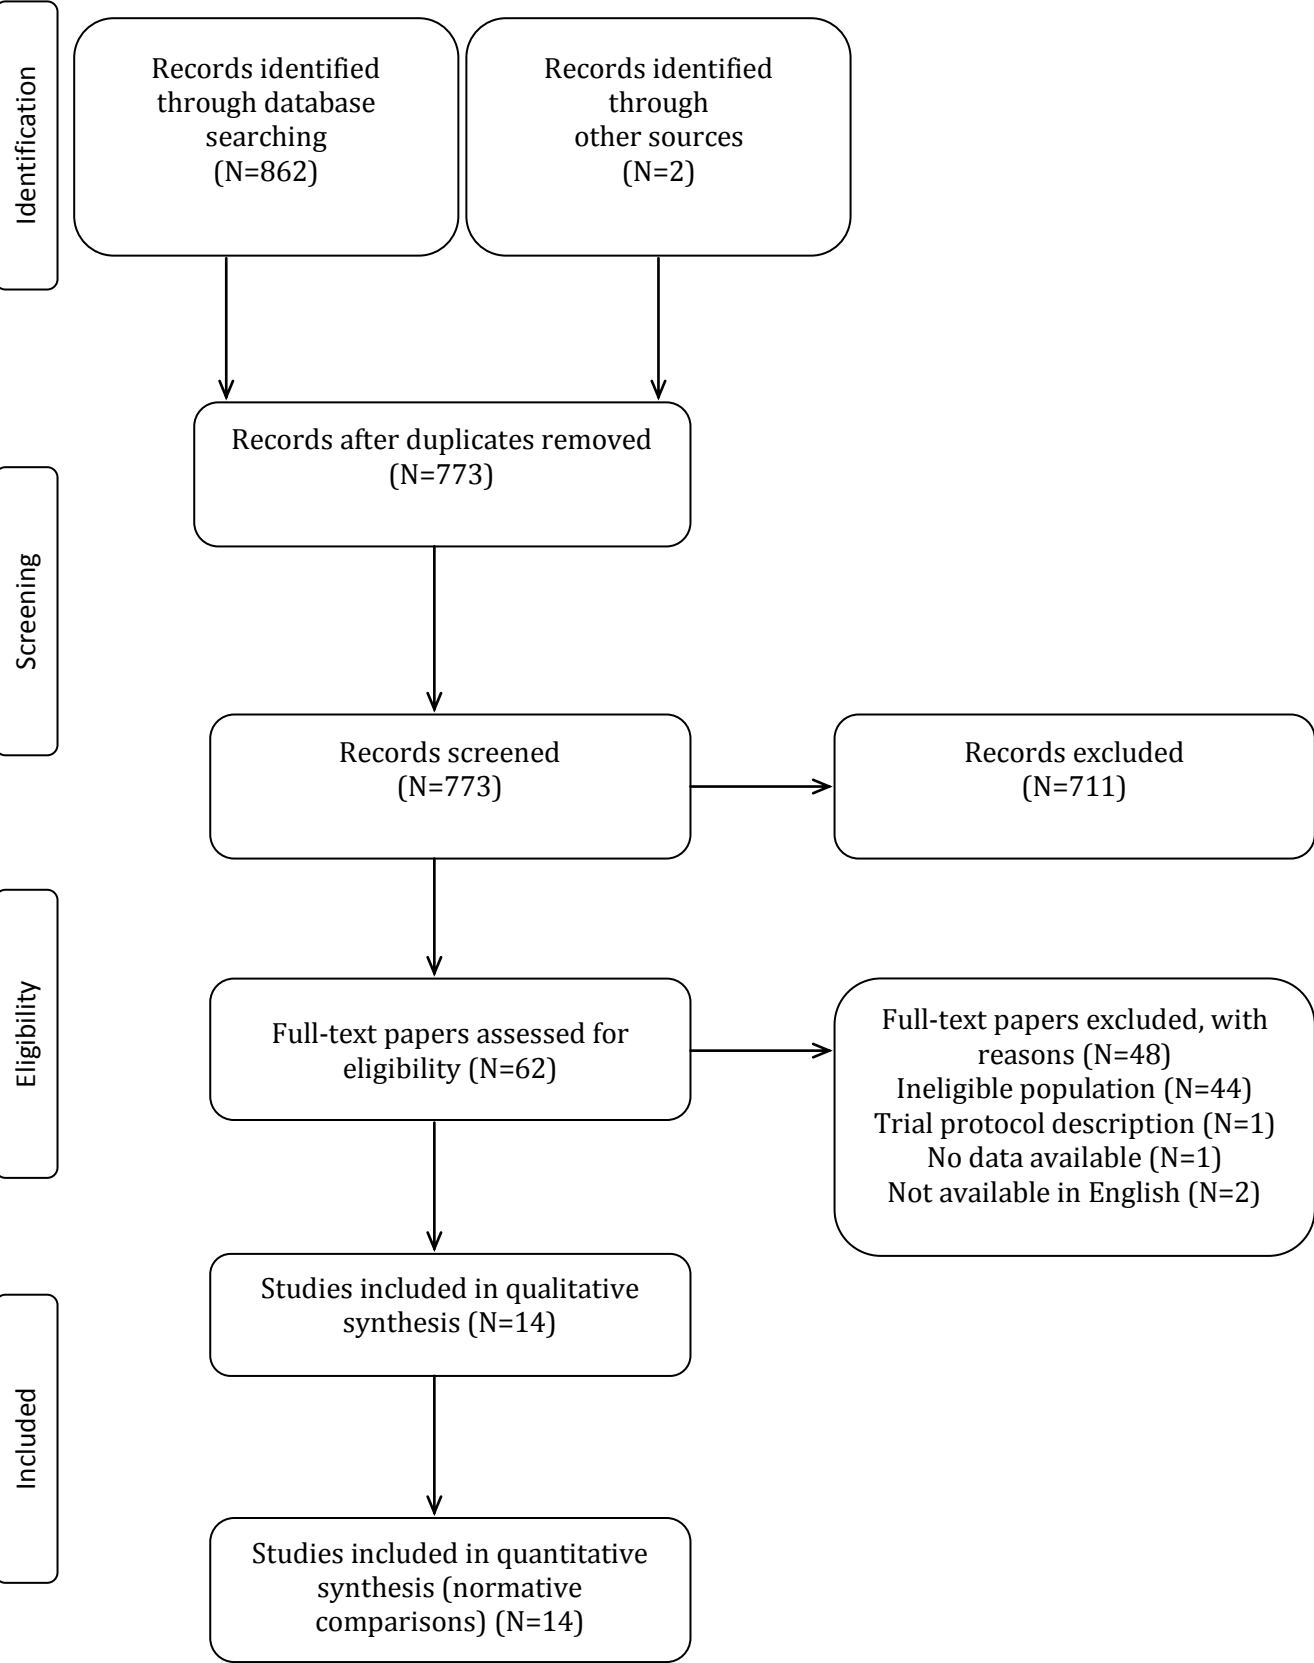 Identification
Records identified
through database
searching
(N=862)
Records identified
through
other sources
(N=2)
Records after duplicates removed
(N=773)
Screening
Records screened
(N=773)
Records excluded
(N=711)
Eligibility
Full-text papers assessed for
eligibility (N=62)
Full-text papers excluded, with
reasons (N=48)
Ineligible population (N=44)
Trial protocol description (N=1)
No data available (N=1)
Not available in English (N=2)
Studies included in qualitative
synthesis (N=14)
Included
Studies included in quantitative
synthesis (normative
comparisons) (N=14)